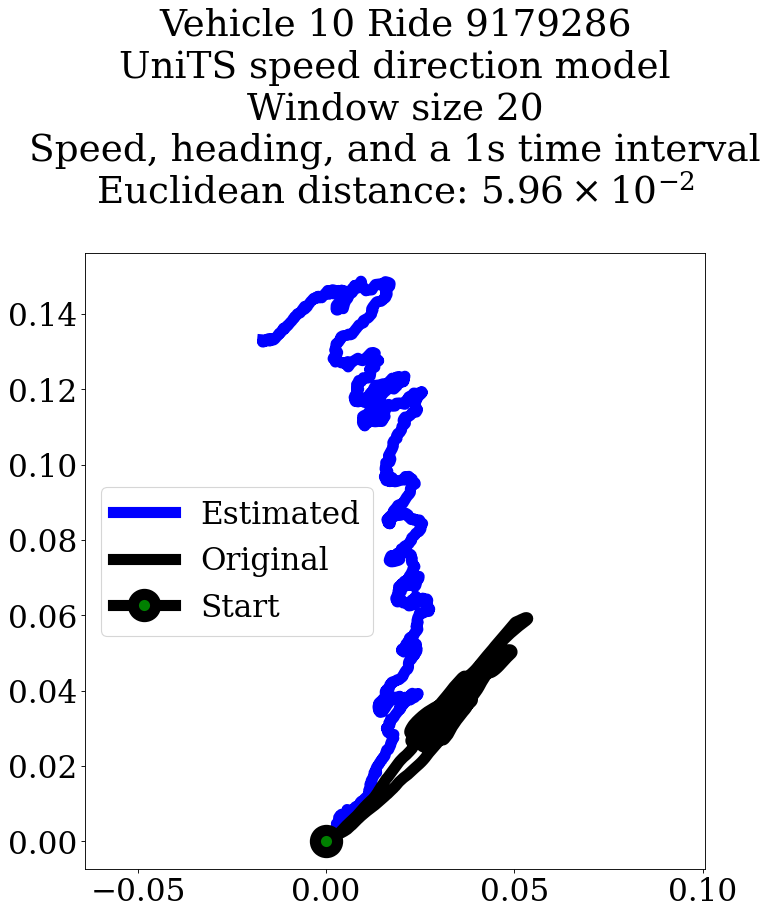 Vehicle 10 Ride 9179286
UniTS speed direction model
Window size 20
Speed, heading, and a 1s time interval
Euclidean distance: 5.96 × 10⁻²
0.14
0.12
0.10
0.08
0.06
0.04
0.02
0.00
Estimated
Original
Start
−0.05 0.00 0.05 0.10